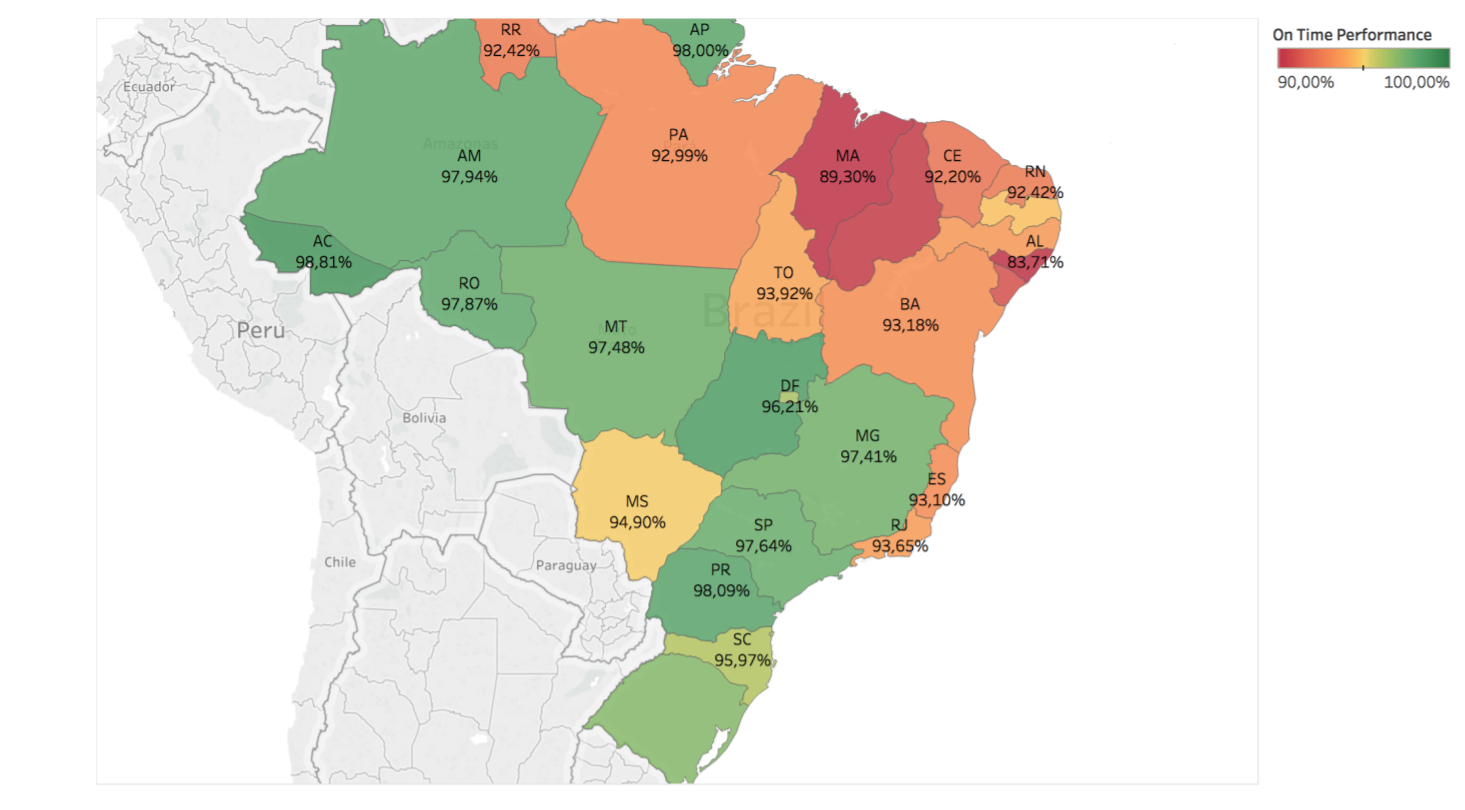 On Time Performance
90,00%
100,00%
RR
92,42%
AP
98,00%
Ecuador
PA
92,99%
Amazonas
AM
97,94%
MA
89,30%
CE
92,20%
RN
92,42%
AC
98,81%
AL
83,71%
RO
97,87%
TO
93,92%
Brazil
BA
93,18%
Perú
MT
97,48%
DF
96,21%
Bolivia
MG
97,41%
ES
93,10%
MS
94,90%
SP
97,64%
RJ
93,65%
Chile
Paraguay
PR
98,09%
SC
95,97%